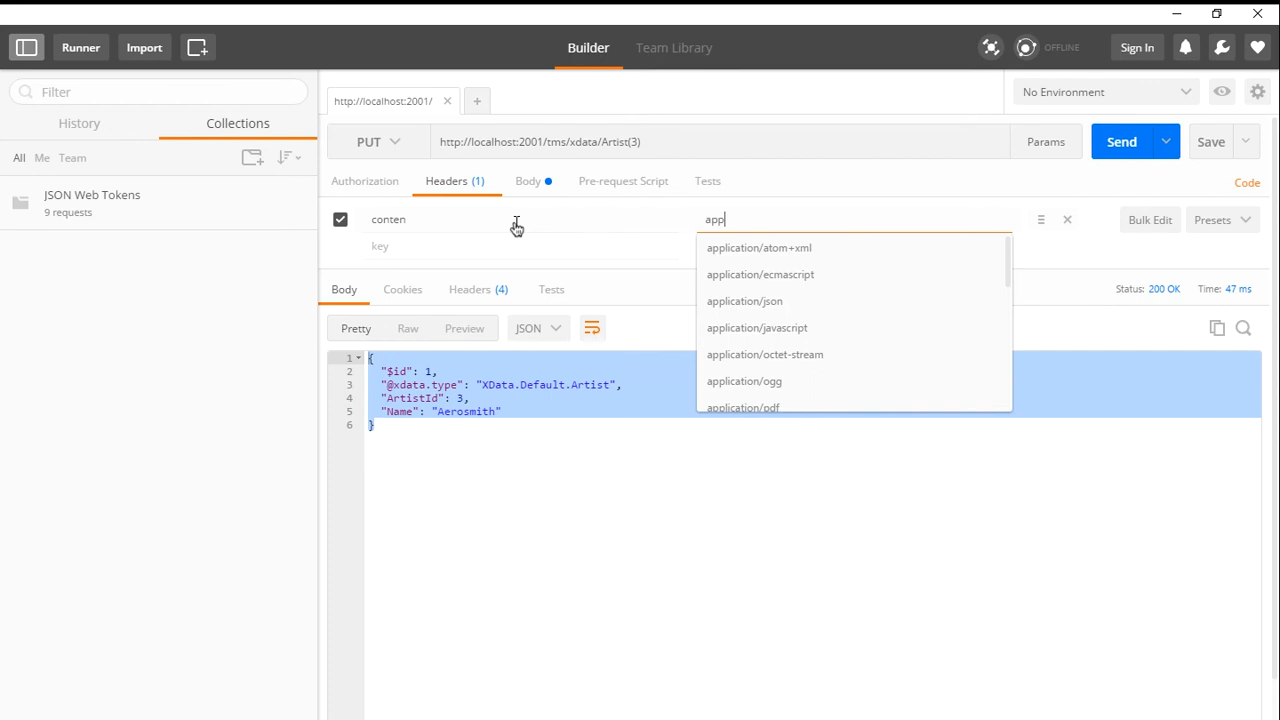 Runner
Import
Builder
Team Library
OFFLINE
Sign In
Filter
History
Collections
All Me Team
JSON Web Tokens
9 requests
http://localhost:2001/
No Environment
PUT
http://localhost:2001/tms/xdata/Artist(3)
Params
Send
Save
Authorization
Headers (1)
Body
Pre-request Script
Tests
Code
conten
app
Bulk Edit
Presets
key
application/atom+xml
application/ecmascript
application/json
application/javascript
application/octet-stream
application/ogg
application/pdf
Body
Cookies
Headers (4)
Tests
Status: 200 OK
Time: 47 ms
Pretty
Raw
Preview
JSON
1 {
2 "$id": 1,
3 "@xdata.type": "XData.Default.Artist",
4 "ArtistId": 3,
5 "Name": "Aerosmith"
6 }